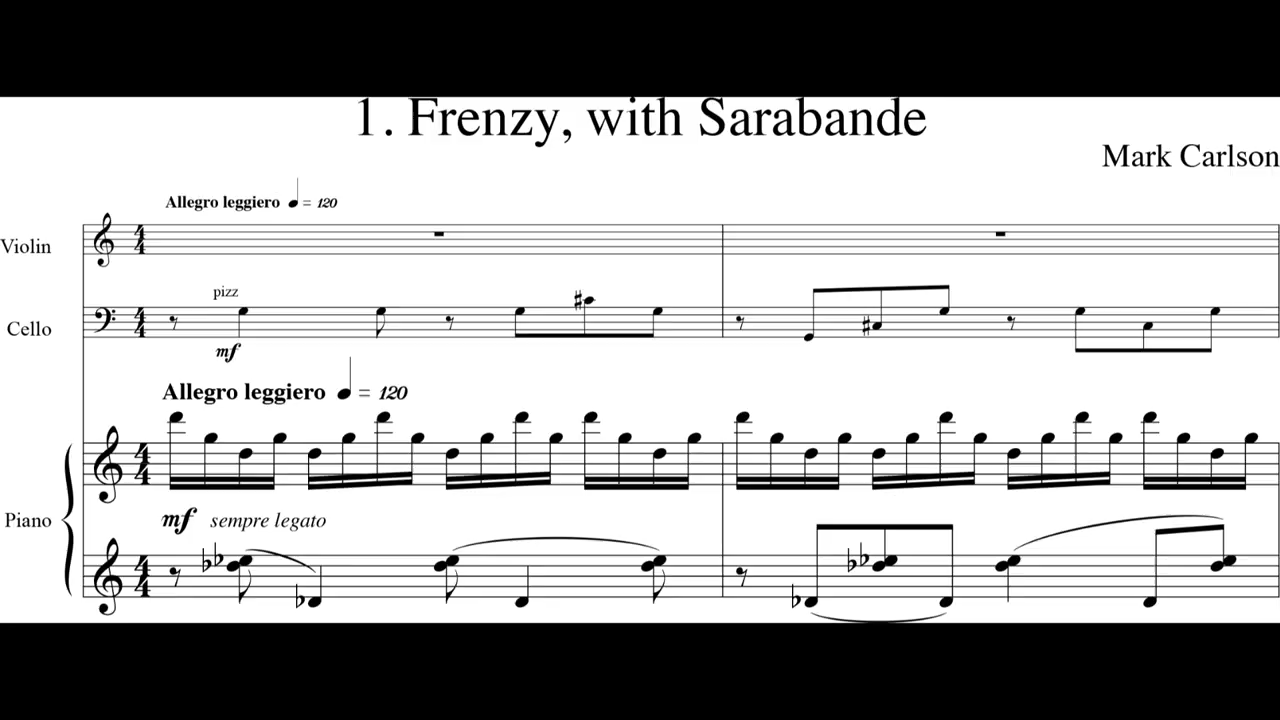 1. Frenzy, with Sarabande
Mark Carlson
Allegro leggiero ♩ = 120
Violin
pizz
Cello
mf
Allegro leggiero ♩ = 120
Piano
mf sempre legato